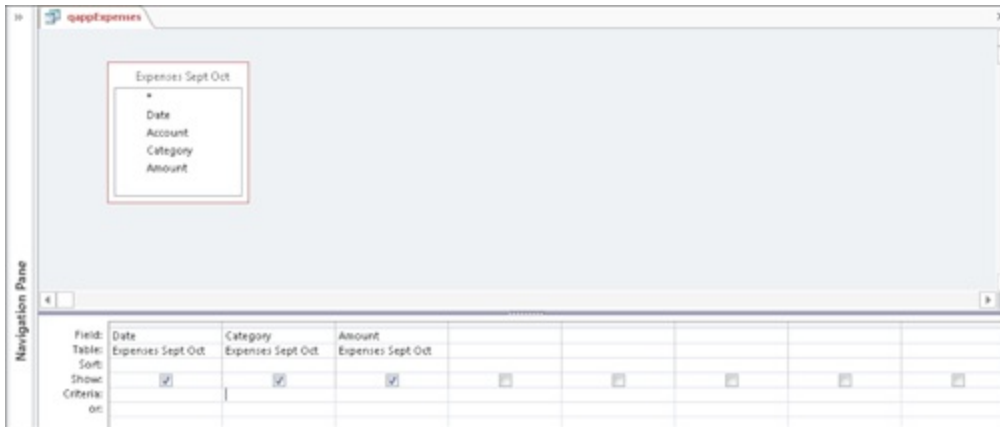 qappExpenses
Expenses Sept Oct
*
Date
Account
Category
Amount
Navigation Pane
Field: Date Category Amount
Table: Expenses Sept Oct Expenses Sept Oct Expenses Sept Oct
Sort:
Show:
Criteria:
or: